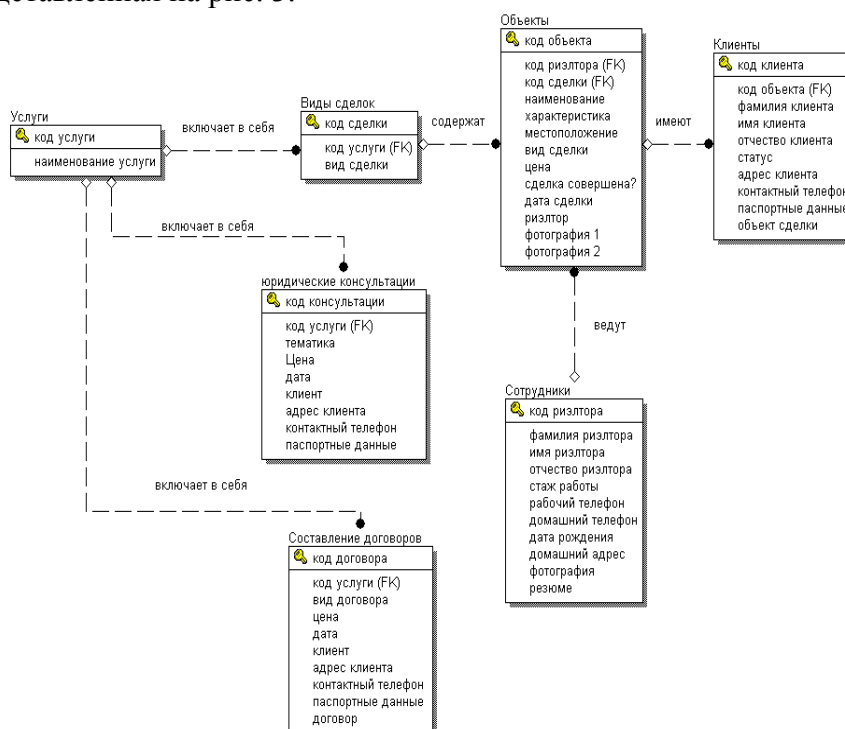 дставленная на рис. 3.
Объекты
код объекта
код риэлтора (FK)
код сделки (FK)
наименование
характеристика
местоположение
вид сделки
цена
сделка совершена?
дата сделки
риэлтор
фотография 1
фотография 2
Клиенты
код клиента
код объекта (FK)
фамилия клиента
имя клиента
отчество клиента
статус
адрес клиента
контактный телефон
паспортные данные
объект сделки
Виды сделок
код сделки
код услуги (FK)
вид сделки
Услуги
код услуги
наименование услуги
включает в себя
содержат
имеют
включает в себя
юридические консультации
код консультации
код услуги (FK)
тематика
Цена
дата
клиент
адрес клиента
контактный телефон
паспортные данные
ведут
Сотрудники
код риэлтора
фамилия риэлтора
имя риэлтора
отчество риэлтора
стаж работы
рабочий телефон
домашний телефон
дата рождения
домашний адрес
фотография
резюме
включает в себя
Составление договоров
код договора
код услуги (FK)
вид договора
цена
дата
клиент
адрес клиента
контактный телефон
паспортные данные
договор